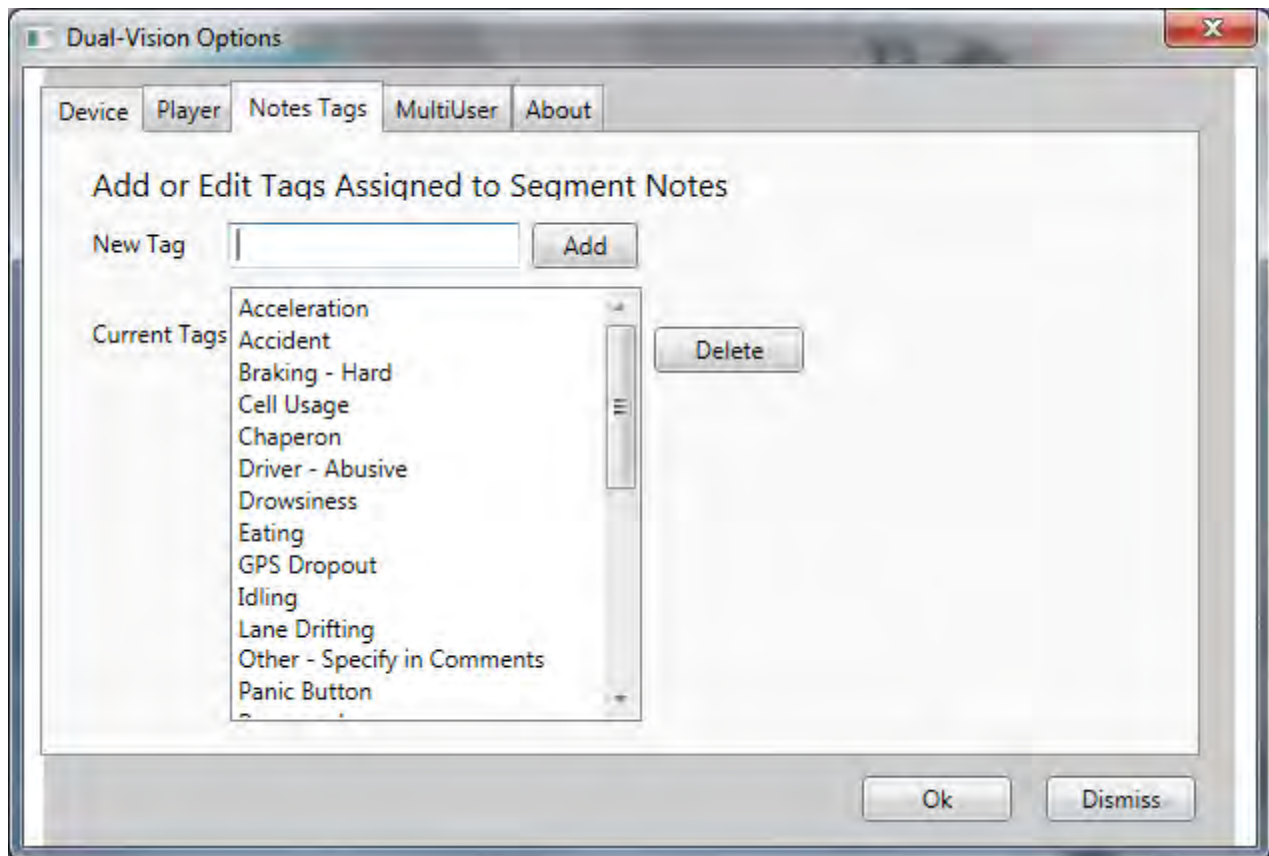 Dual-Vision Options
Device Player Notes Tags MultiUser About
Add or Edit Tags Assigned to Segment Notes
New Tag Add
Current Tags
Acceleration
Accident
Braking - Hard
Cell Usage
Chaperon
Driver - Abusive
Drowsiness
Eating
GPS Dropout
Idling
Lane Drifting
Other - Specify in Comments
Panic Button
Delete
Ok Dismiss